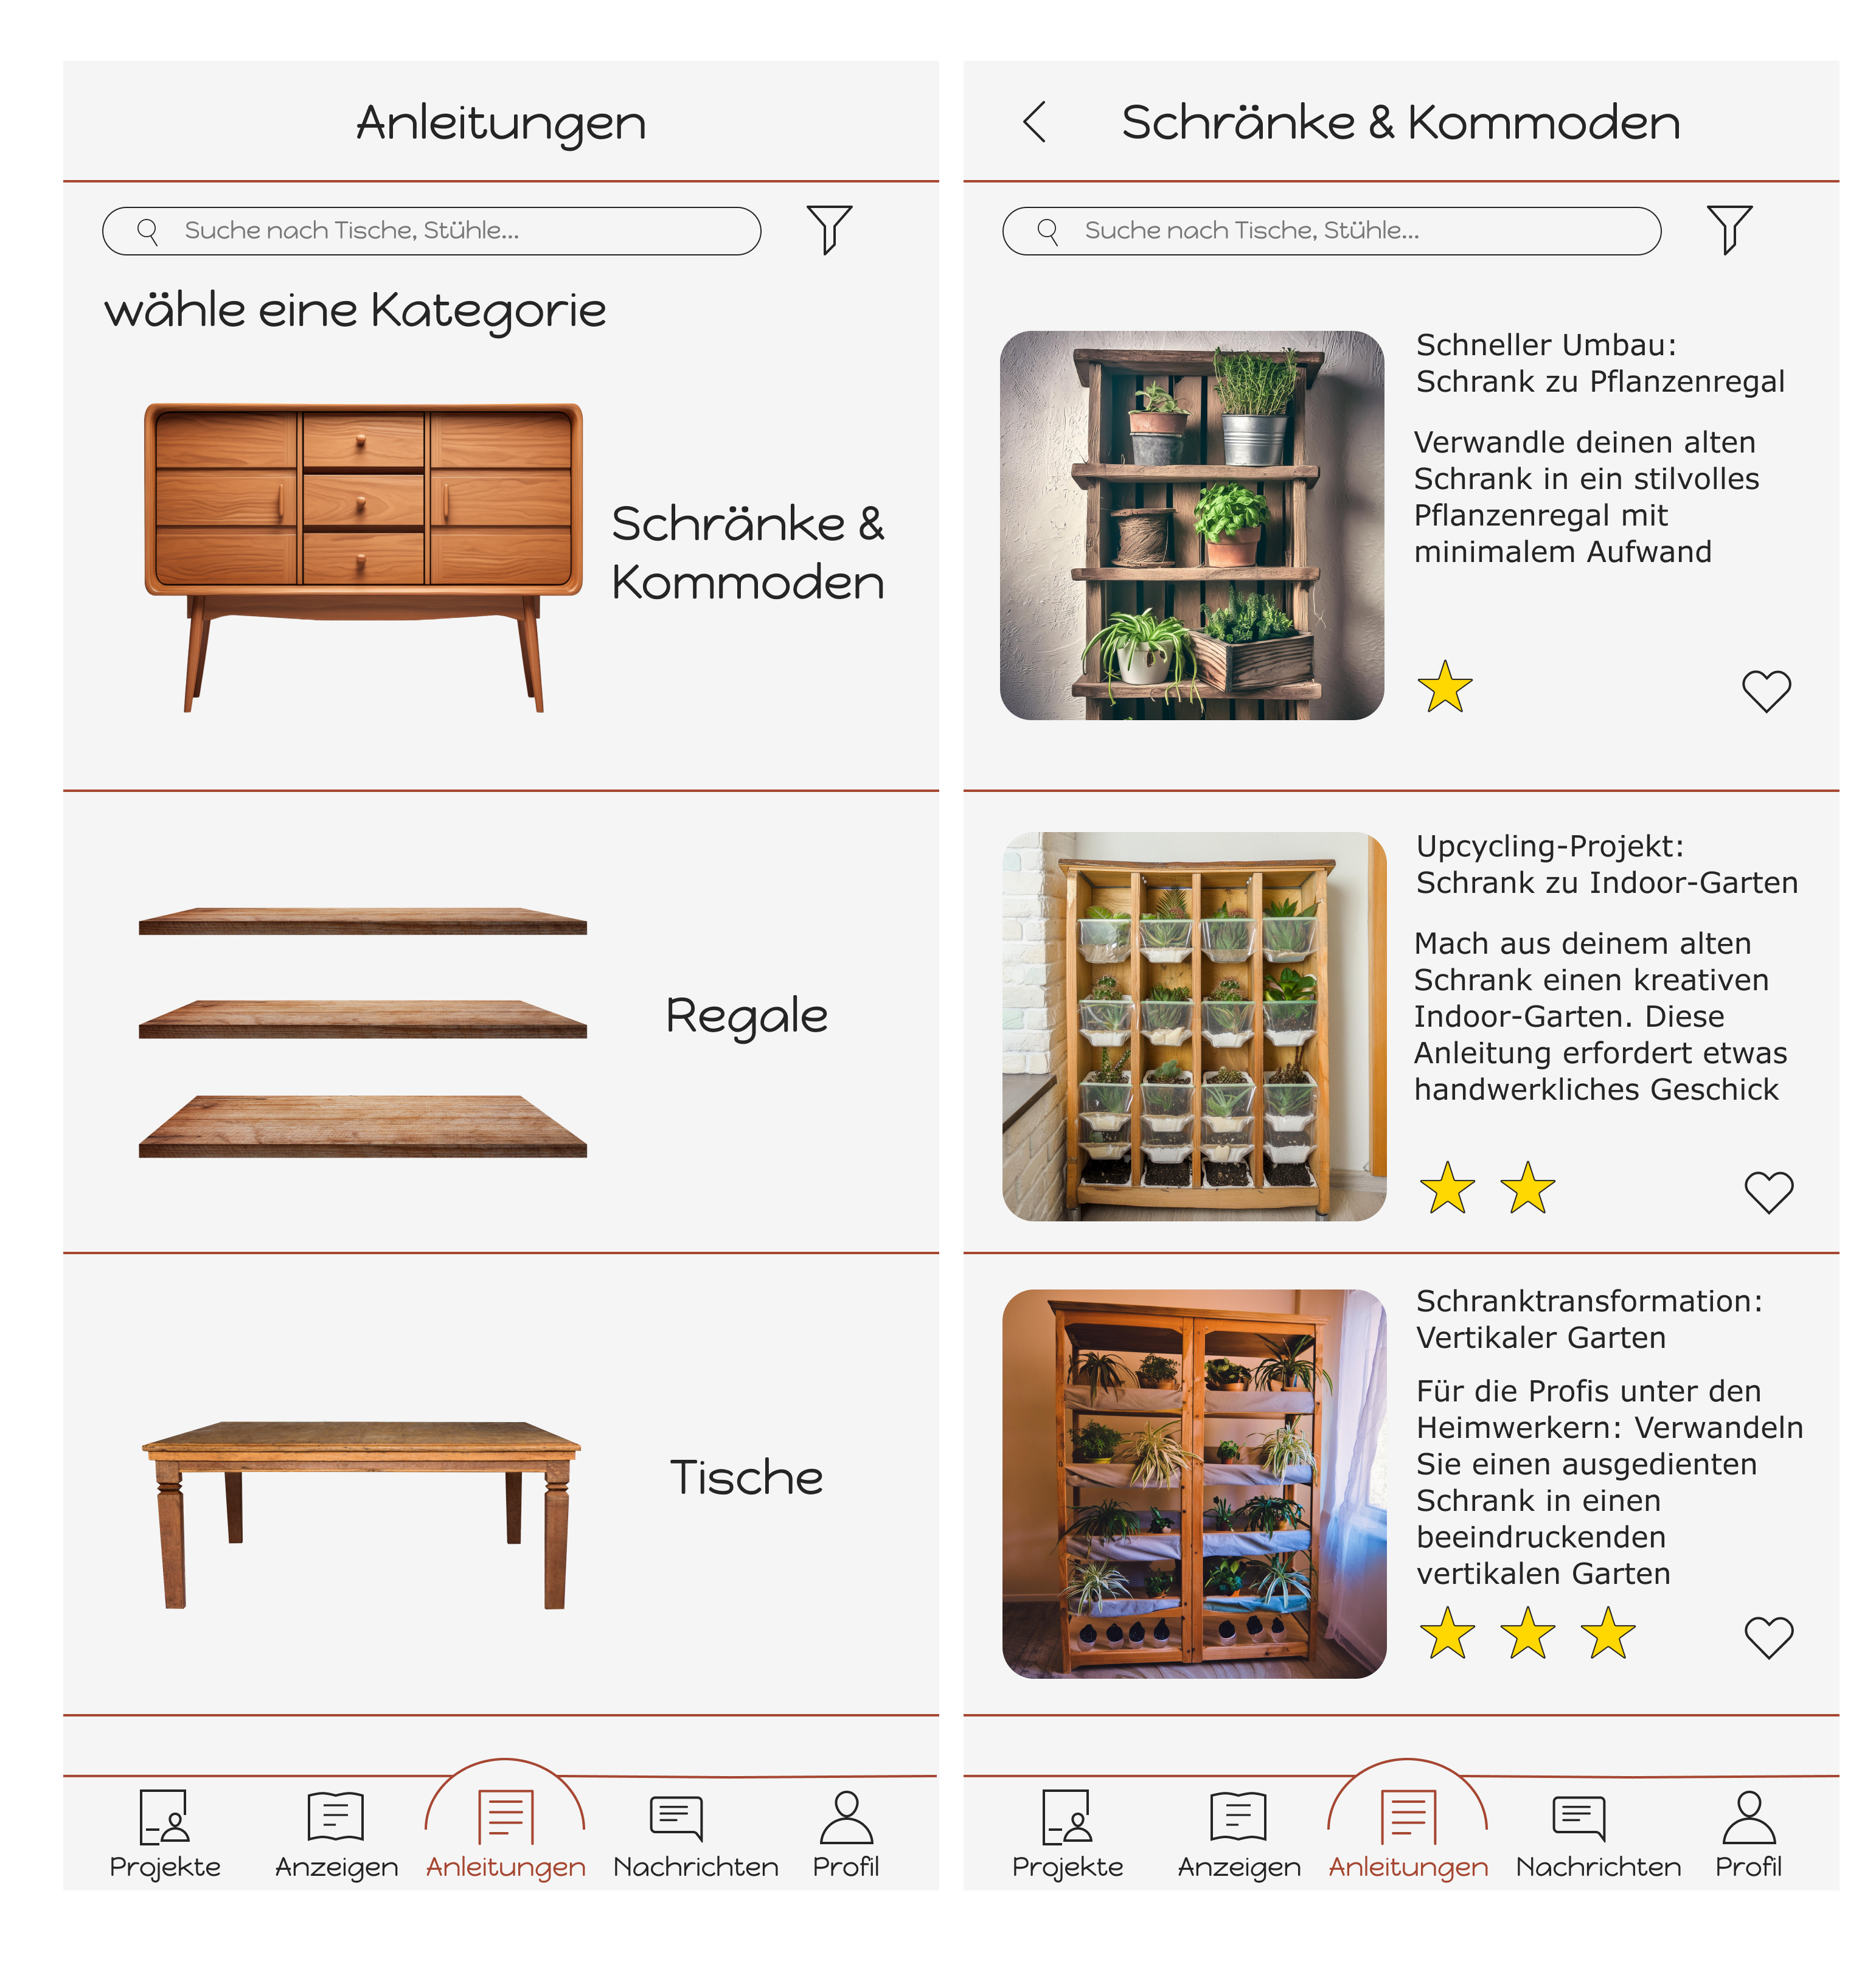 Anleitungen
Suche nach Tische, Stühle...
wähle eine Kategorie
Schränke &
Kommoden
Regale
Tische
Projekte
Anzeigen
Anleitungen
Nachrichten
Profil
Schränke & Kommoden
Suche nach Tische, Stühle...
Schneller Umbau:
Schrank zu Pflanzenregal
Verwandle deinen alten
Schrank in ein stilvolles
Pflanzenregal mit
minimalem Aufwand
Upcycling-Projekt:
Schrank zu Indoor-Garten
Mach aus deinem alten
Schrank einen kreativen
Indoor-Garten. Diese
Anleitung erfordert etwas
handwerkliches Geschick
Schranktransformation:
Vertikaler Garten
Für die Profis unter den
Heimwerkern: Verwandeln
Sie einen ausgedienten
Schrank in einen
beeindruckenden
vertikalen Garten
Projekte
Anzeigen
Anleitungen
Nachrichten
Profil